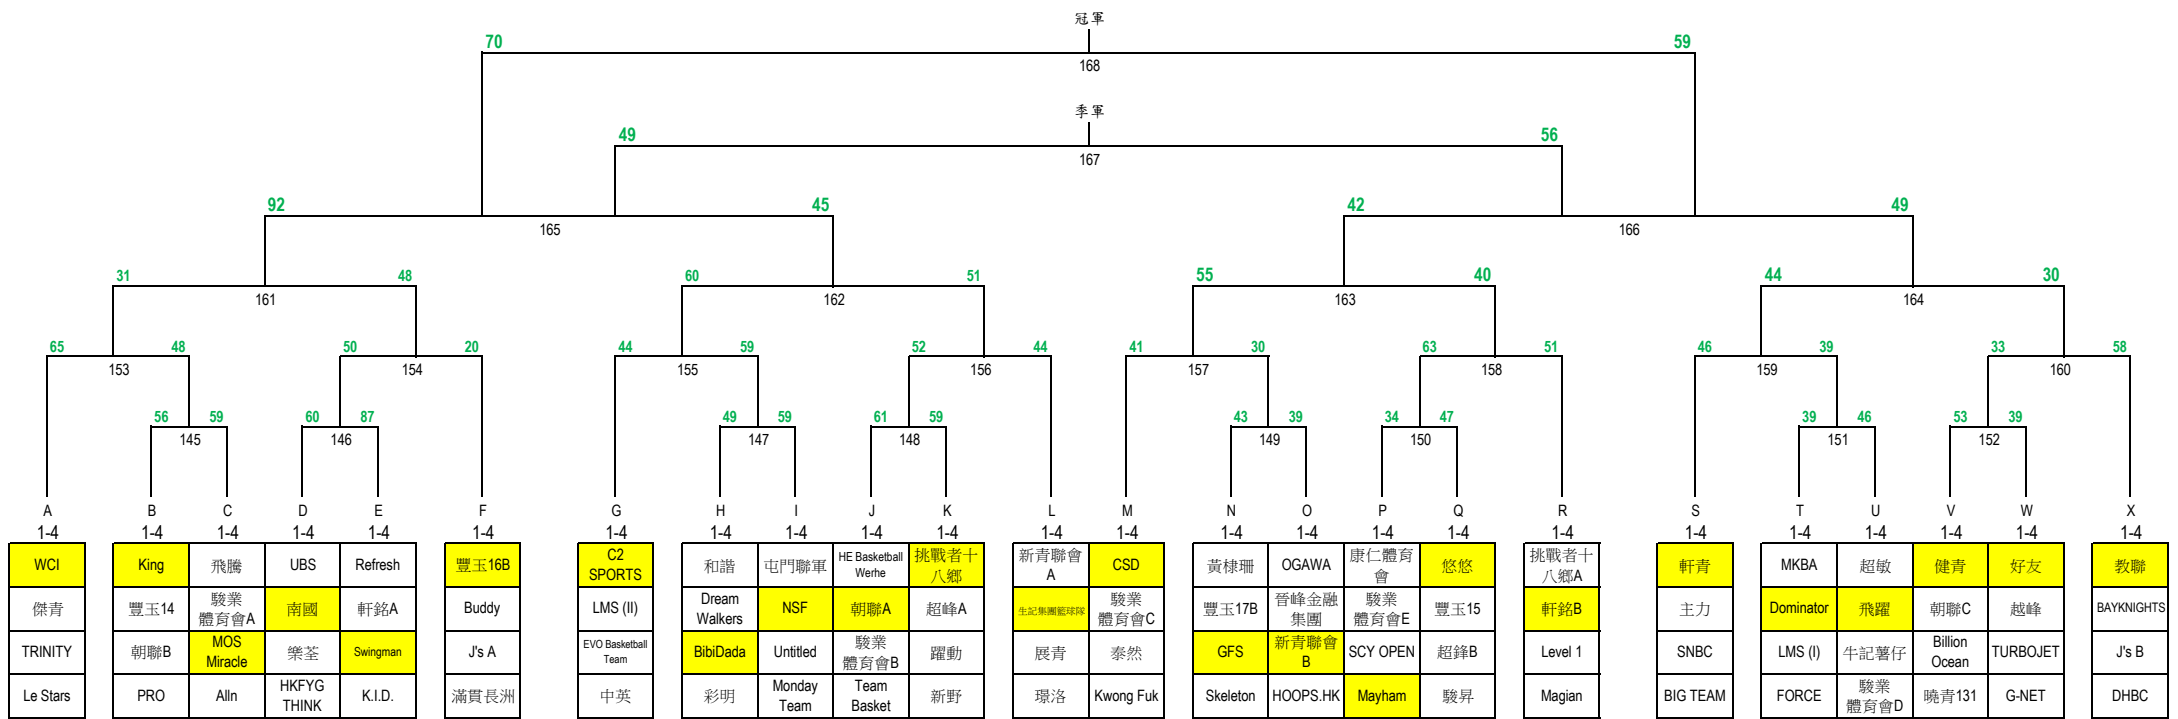 冠軍
70 59
168
季軍
49 56
167
92 45 42 49
165 166
31 48 60 51 55 40 44 30
161 162 163 164
65 48 50 20 44 59 52 44 41 30 63 51 46 39 33 58
153 154 155 156 157 158 159 160
56 59 60 87 49 59 61 59 43 39 34 47 39 46 53 39
145 146 147 148 149 150 151 152
A B C D E F G H I J K L M N O P Q R S T U V W X
1-4 1-4 1-4 1-4 1-4 1-4 1-4 1-4 1-4 1-4 1-4 1-4 1-4 1-4 1-4 1-4 1-4 1-4 1-4 1-4 1-4 1-4 1-4 1-4
WCI King 飛騰 UBS Refresh 豐玉16B C2 SPORTS 和諧 屯門聯軍 HE Basketball Werhe 挑戰者十八鄉 新青聯會A CSD 黃棣珊 OGAWA 康仁體育會 悠悠 挑戰者十八鄉A 軒青 MKBA 超敏 健青 好友 教聯
傑青 豐玉14 駿業體育會A 南國 軒銘A Buddy LMS (II) Dream Walkers NSF 朝聯A 超峰A 生記集團籃球隊 駿業體育會C 豐玉17B 晉峰金融集團 駿業體育會E 豐玉15 軒銘B 主力 Dominator 飛躍 朝聯C 越峰 BAYKNIGHTS
TRINITY 朝聯B MOS Miracle 樂荃 Swingman J's A EVO Basketball Team BibiDada Untitled 駿業體育會B 躍動 展青 泰然 GFS 新青聯會B SCY OPEN 超鋒B Level 1 SNBC LMS (I) 牛記薯仔 Billion Ocean TURBOJET J's B
Le Stars PRO Alln HKFYG THINK K.I.D. 滿貫長洲 中英 彩明 Monday Team Team Basket 新野 璟洛 Kwong Fuk Skeleton HOOPS.HK Mayham 駿昇 Magian BIG TEAM FORCE 駿業體育會D 曉青131 G-NET DHBC